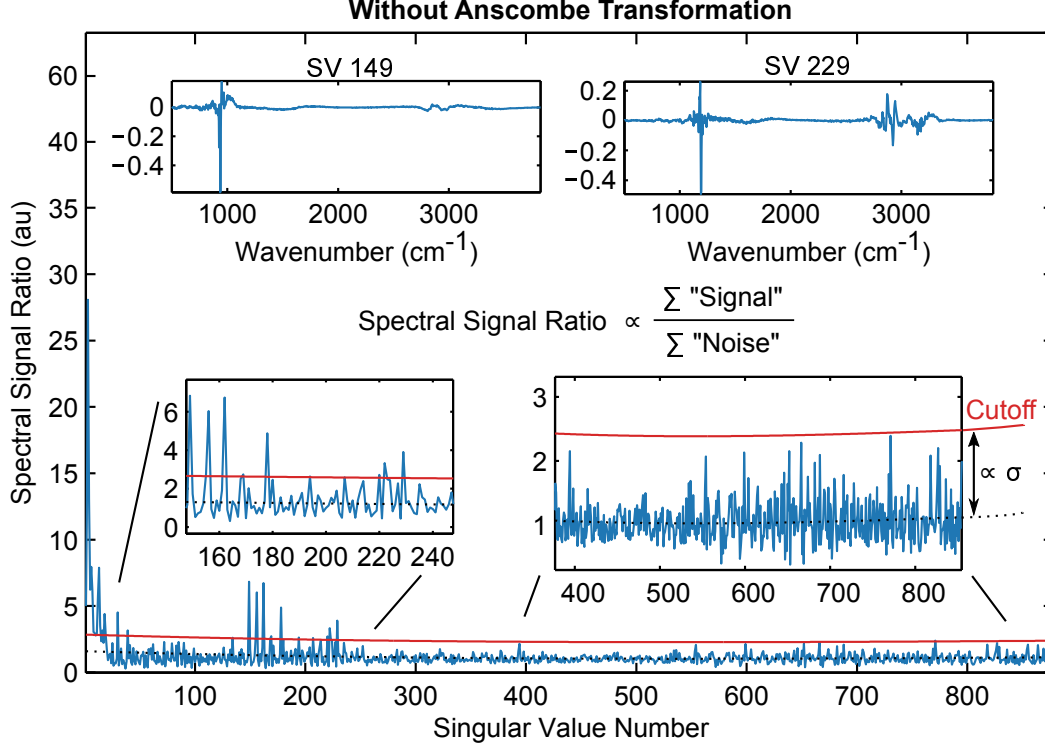 Without Anscombe Transformation
SV 149
SV 229
0
−0.2
−0.4
1000 2000 3000
Wavenumber (cm-1)
0.2
0
−0.2
−0.4
1000 2000 3000
Wavenumber (cm-1)
Spectral Signal Ratio ∝ ∑ "Signal"
∑ "Noise"
6
4
2
0
160 180 200 220 240
3
2
1
400 500 600 700 800
Cutoff
∝ σ
60
40
35
30
25
20
15
10
5
0
Spectral Signal Ratio (au)
100 200 300 400 500 600 700 800
Singular Value Number